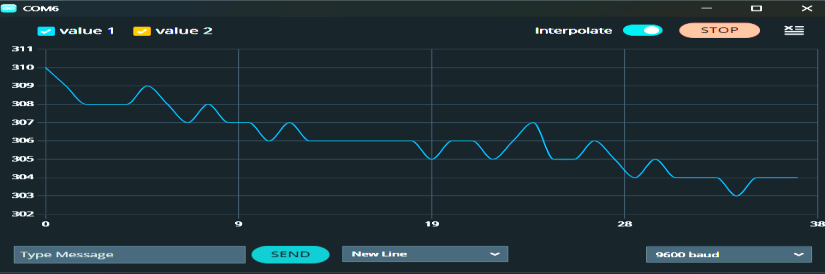 COM6
value 1 value 2 Interpolate STOP
311
310
309
308
307
306
305
304
303
302
0 9 19 28 38
Type Message SEND New Line 9600 baud